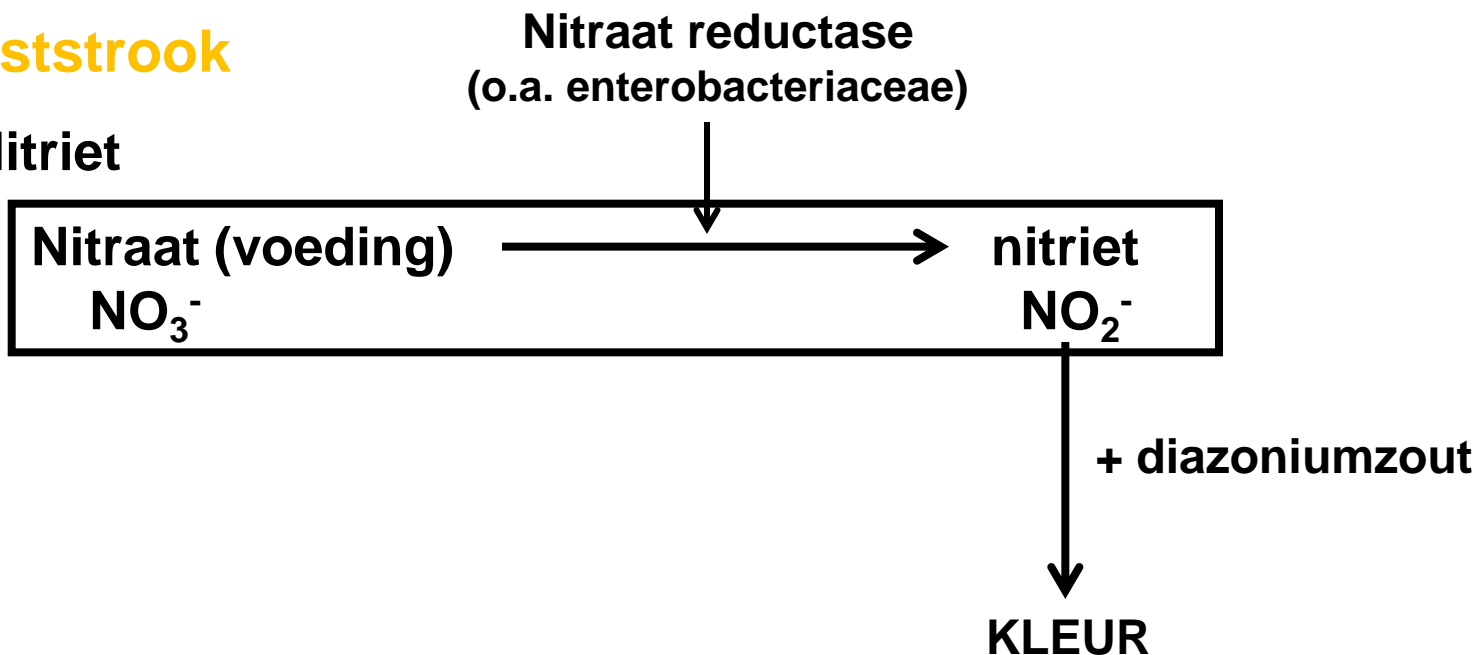 ststrook
Nitraat reductase
(o.a. enterobacteriaceae)
litriet
Nitraat (voeding) nitriet
NO₃⁻ NO₂⁻
+ diazoniumzout
KLEUR